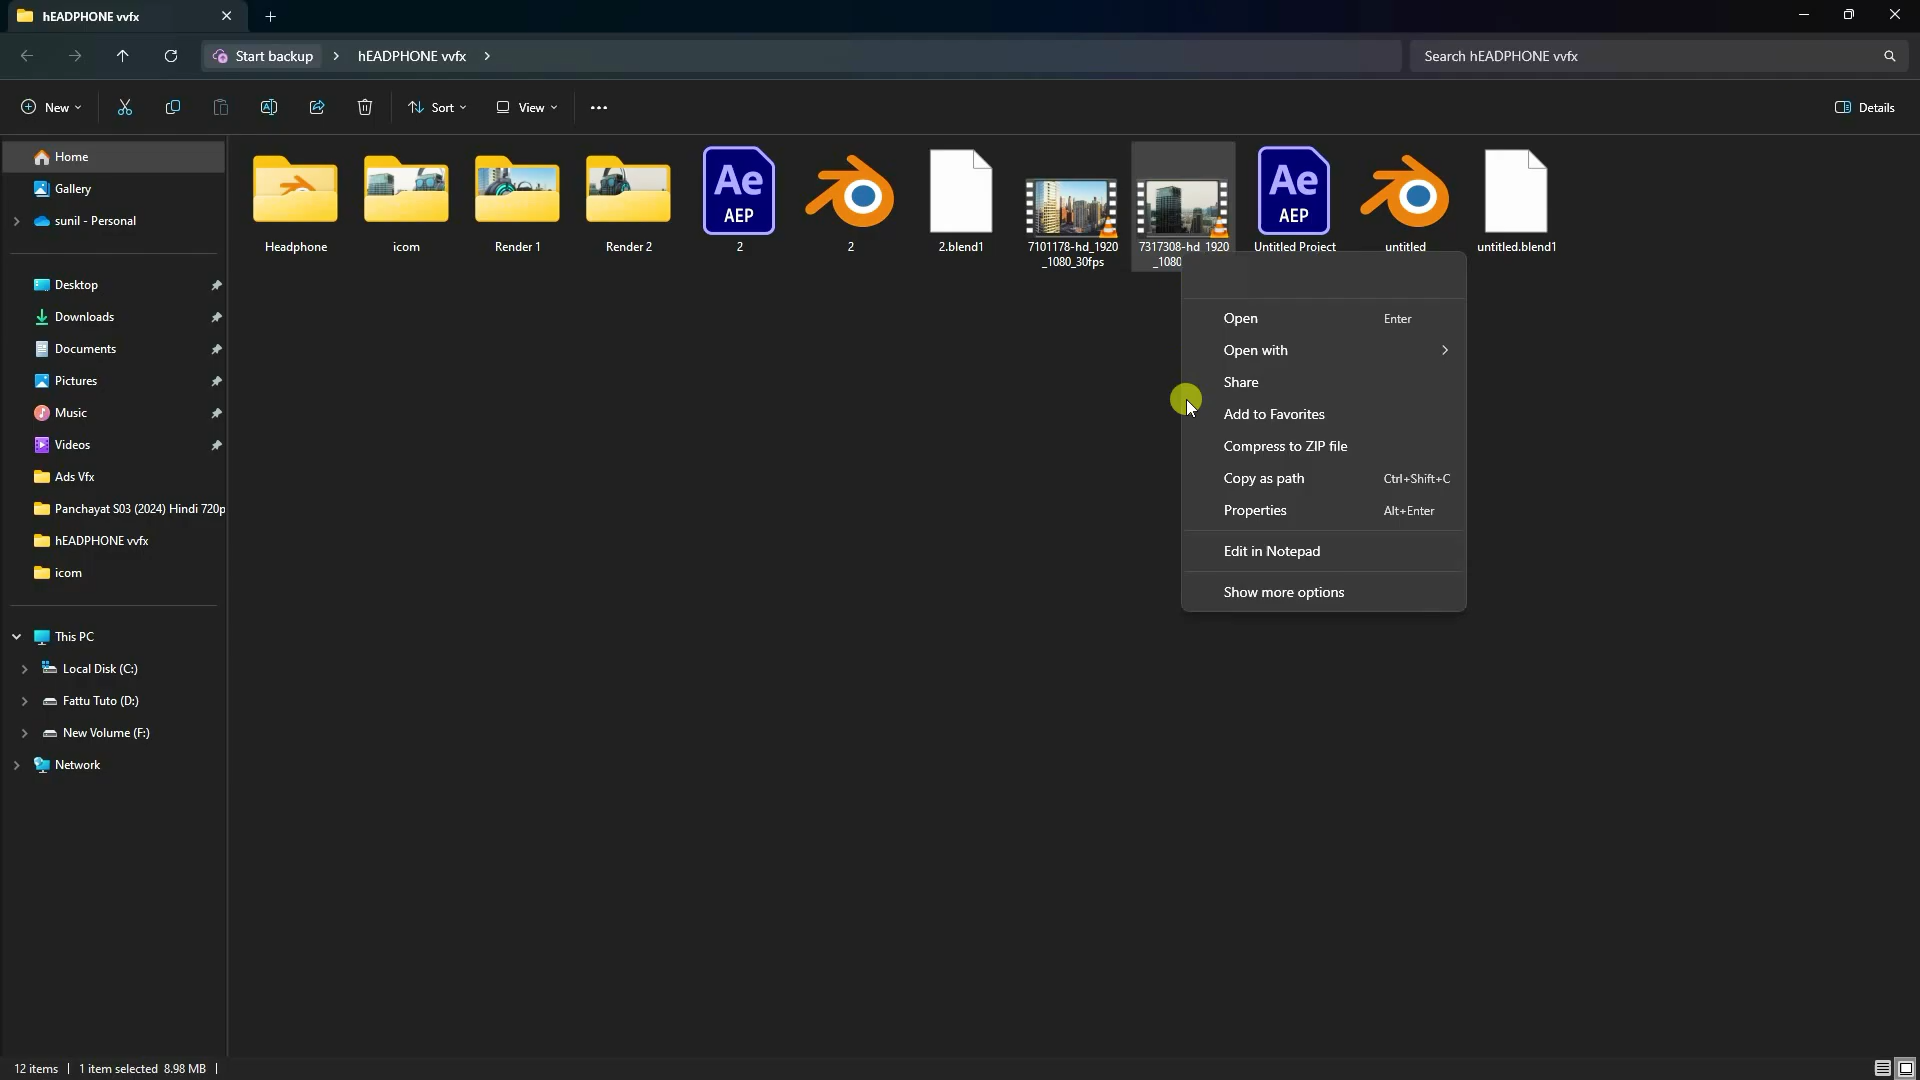 hEADPHONE vvfx
Start backup
hEADPHONE vvfx
Search hEADPHONE vvfx
New
Sort
View
Details
Home
Gallery
sunil - Personal
Desktop
Downloads
Documents
Pictures
Music
Videos
Ads Vfx
Panchayat S03 (2024) Hindi 720p
hEADPHONE vvfx
icom
This PC
Local Disk (C:)
Fattu Tuto (D:)
New Volume (F:)
Network
Ae
AEP
Ae
AEP
Headphone
icom
Render 1
Render 2
2
2
2.blend1
7101178-hd_1920
_1080_30fps
7317308-hd_1920
_1080
Untitled Project
untitled
untitled.blend1
Open Enter
Open with
Share
Add to Favorites
Compress to ZIP file
Copy as path Ctrl+Shift+C
Properties Alt+Enter
Edit in Notepad
Show more options
12 items 1 item selected 8.98 MB